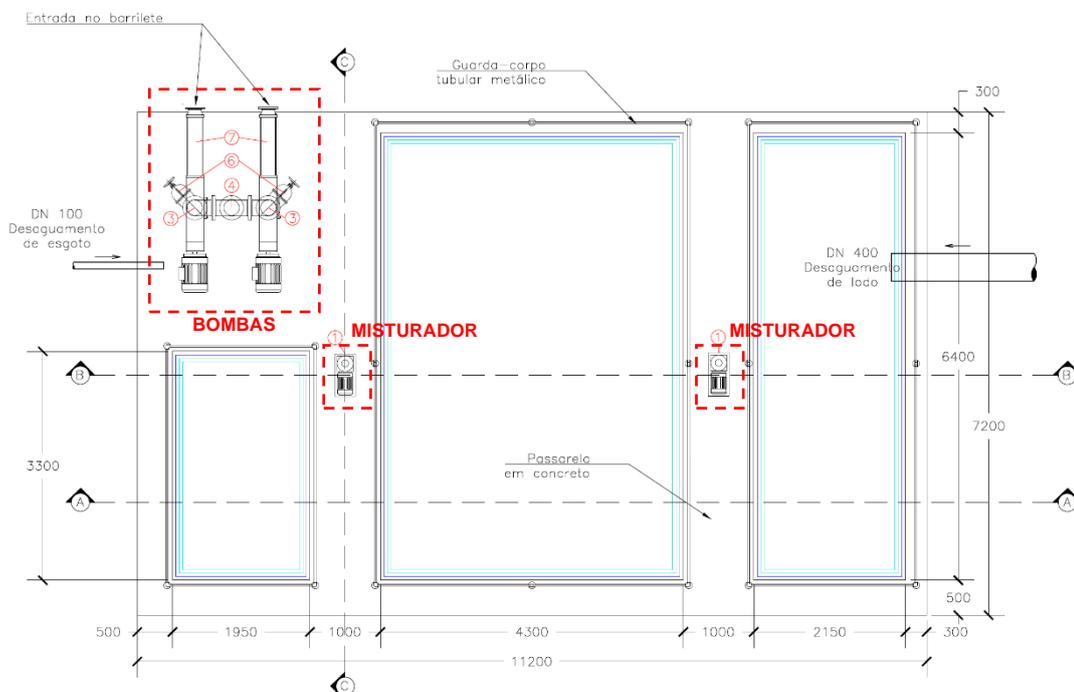 Entrada no barrilete
C
Guarda-corpo
tubular metálico
300
7
6
4
3
3
DN 100
Desaguamento
de esgoto
DN 400
Desaguamento
de lodo
BOMBAS
MISTURADOR
MISTURADOR
1
1
6400
B
B
7200
3300
Passarela
em concreto
A
A
500
500
1950
1000
4300
1000
2150
300
11200
C